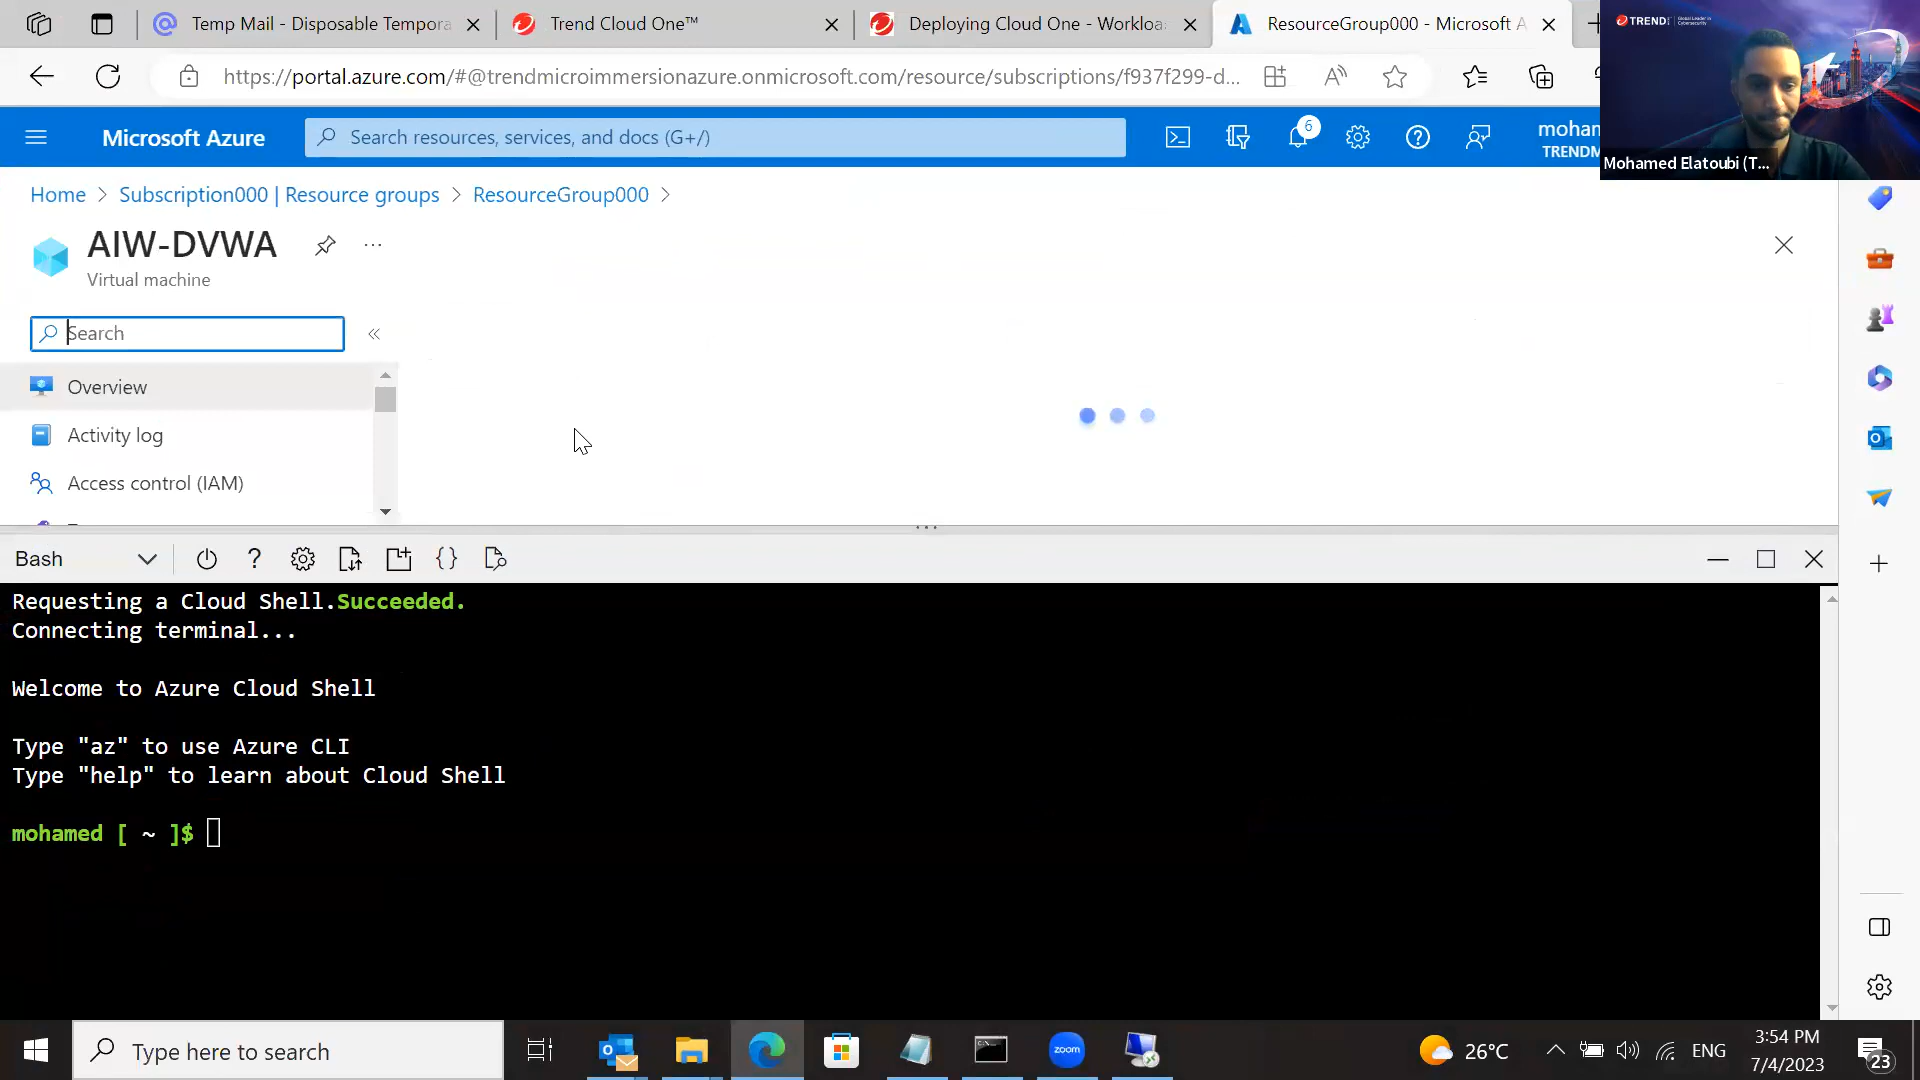 Temp Mail - Disposable Tempora
Trend Cloud One™
Deploying Cloud One - Workloa
ResourceGroup000 - Microsoft A
https://portal.azure.com/#@trendmicroimmersionazure.onmicrosoft.com/resource/subscriptions/f937f299-d...
TREND
Mohamed Elatoubi (T...
Microsoft Azure
Search resources, services, and docs (G+/)
6
moham
TRENDM
Home > Subscription000 | Resource groups > ResourceGroup000 >
AIW-DVWA
Virtual machine
Search
Overview
Activity log
Access control (IAM)
Bash
Requesting a Cloud Shell.Succeeded.
Connecting terminal...
Welcome to Azure Cloud Shell
Type "az" to use Azure CLI
Type "help" to learn about Cloud Shell
mohamed [ ~ ]$
Type here to search
zoom
26°C
ENG
3:54 PM
7/4/2023
23